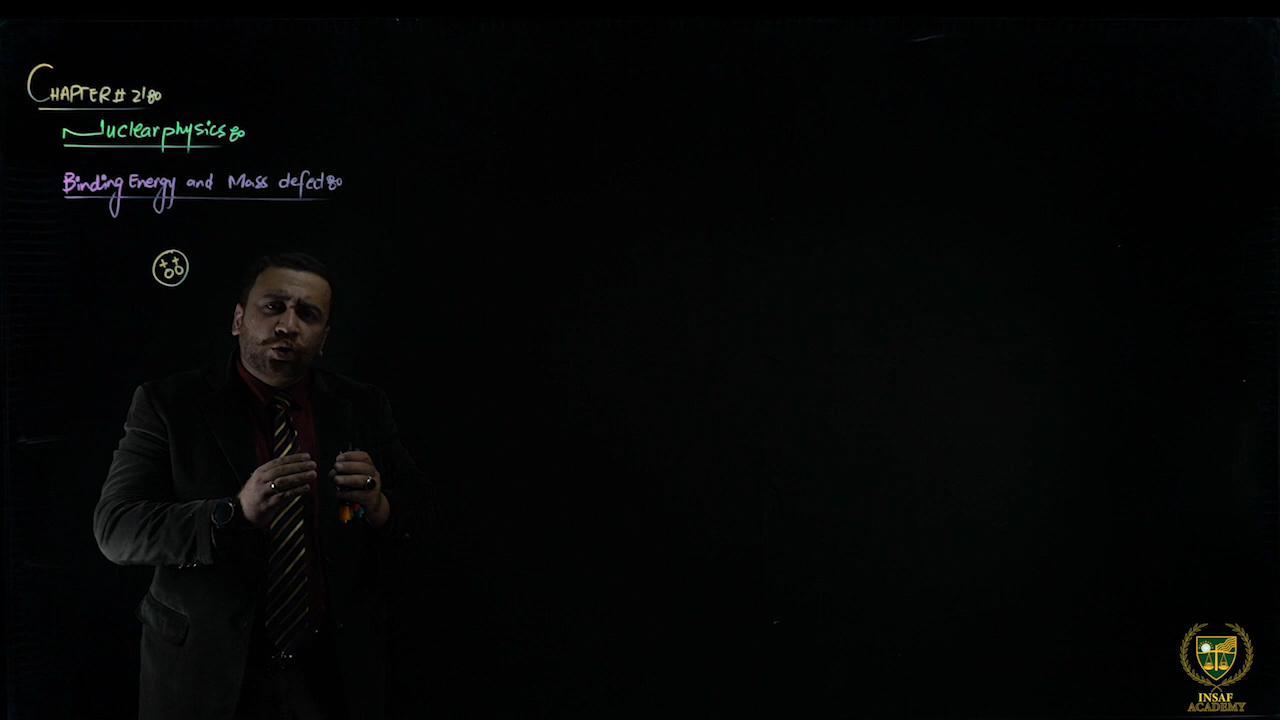 CHAPTER # 21:
Nuclear physics:
Binding Energy and Mass defect:
++
INSAF
ACADEMY